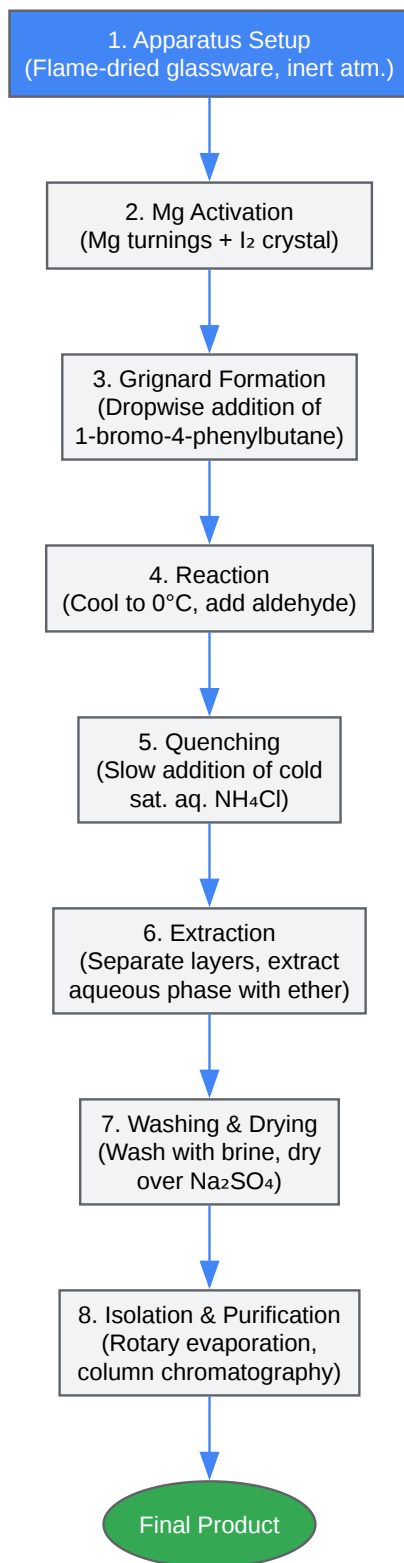 1. Apparatus Setup
(Flame-dried glassware, inert atm.)
2. Mg Activation
(Mg turnings + I₂ crystal)
3. Grignard Formation
(Dropwise addition of
1-bromo-4-phenylbutane)
4. Reaction
(Cool to 0°C, add aldehyde)
5. Quenching
(Slow addition of cold
sat. aq. NH₄Cl)
6. Extraction
(Separate layers, extract
aqueous phase with ether)
7. Washing & Drying
(Wash with brine, dry
over Na₂SO₄)
8. Isolation & Purification
(Rotary evaporation,
column chromatography)
Final Product